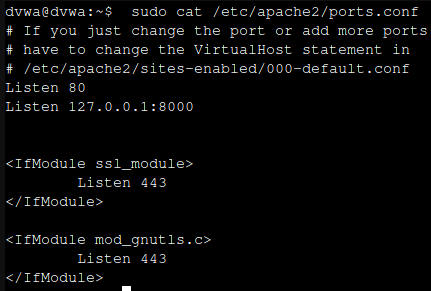 dvwa@dvwa:~$  sudo cat /etc/apache2/ports.conf
# If you just change the port or add more ports
# have to change the VirtualHost statement in
# /etc/apache2/sites-enabled/000-default.conf
Listen 80
Listen 127.0.0.1:8000
<IfModule ssl_module>
        Listen 443
</IfModule>
<IfModule mod_gnutls.c>
        Listen 443
</IfModule>